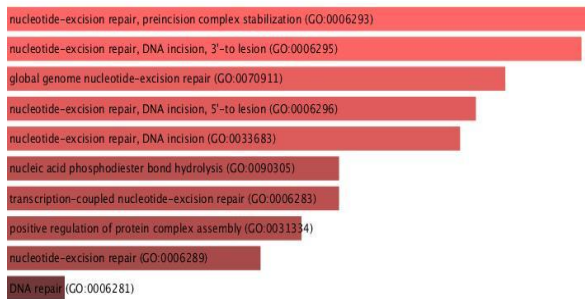 nucleotide-excision repair, preincision complex stabilization (GO:0006293)
nucleotide-excision repair, DNA incision, 3'-to lesion (GO:0006295)
global genome nucleotide-excision repair (GO:0070911)
nucleotide-excision repair, DNA incision, 5'-to lesion (GO:0006296)
nucleotide-excision repair, DNA incision (GO:0033683)
nucleic acid phosphodiester bond hydrolysis (GO:0090305)
transcription-coupled nucleotide-excision repair (GO:0006283)
positive regulation of protein complex assembly (GO:0031334)
nucleotide-excision repair (GO:0006289)
DNA repair (GO:0006281)